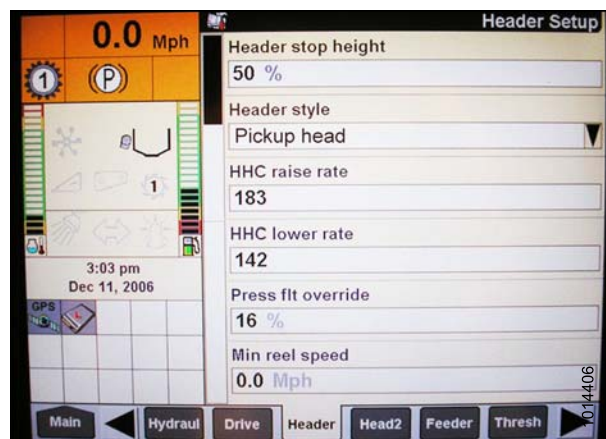 0.0 Mph
1
P
1
3:03 pm
Dec 11, 2006
GPS
Header Setup
Header stop height
50 %
Header style
Pickup head
HHC raise rate
183
HHC lower rate
142
Press flt override
16 %
Min reel speed
0.0 Mph
Main
Hydraul
Drive
Header
Head2
Feeder
Thresh
1014406